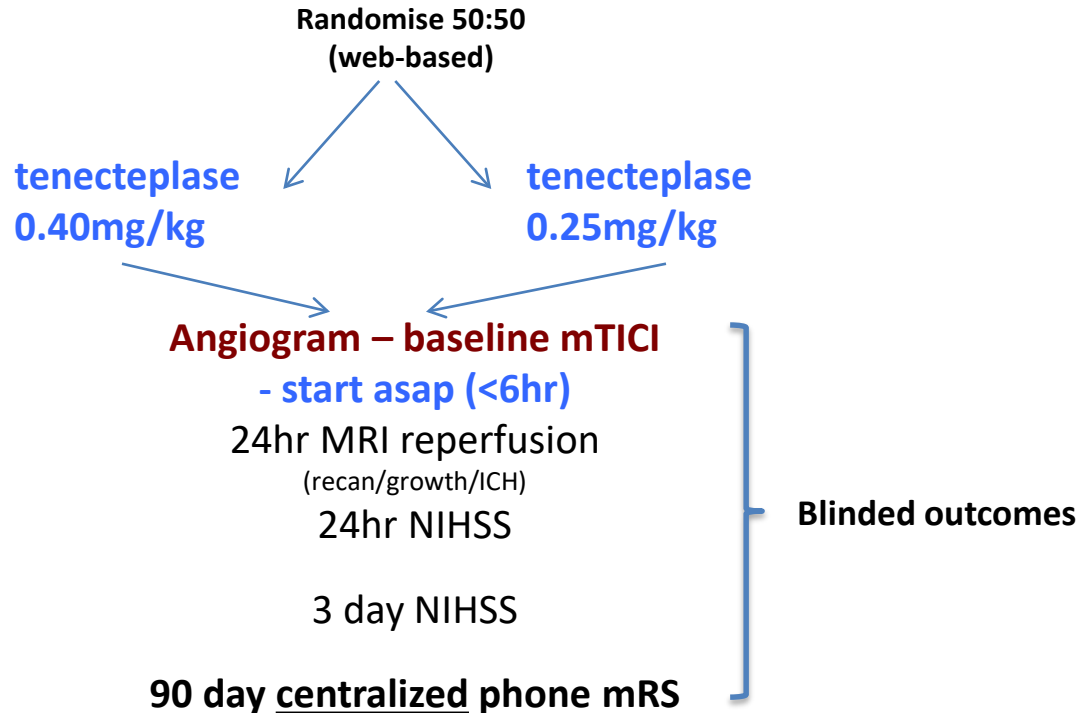 Randomise 50:50
(web-based)
tenecteplase
0.40mg/kg
tenecteplase
0.25mg/kg
Angiogram – baseline mTICI
- start asap (<6hr)
24hr MRI reperfusion
(recan/growth/ICH)
24hr NIHSS
Blinded outcomes
3 day NIHSS
90 day centralized phone mRS